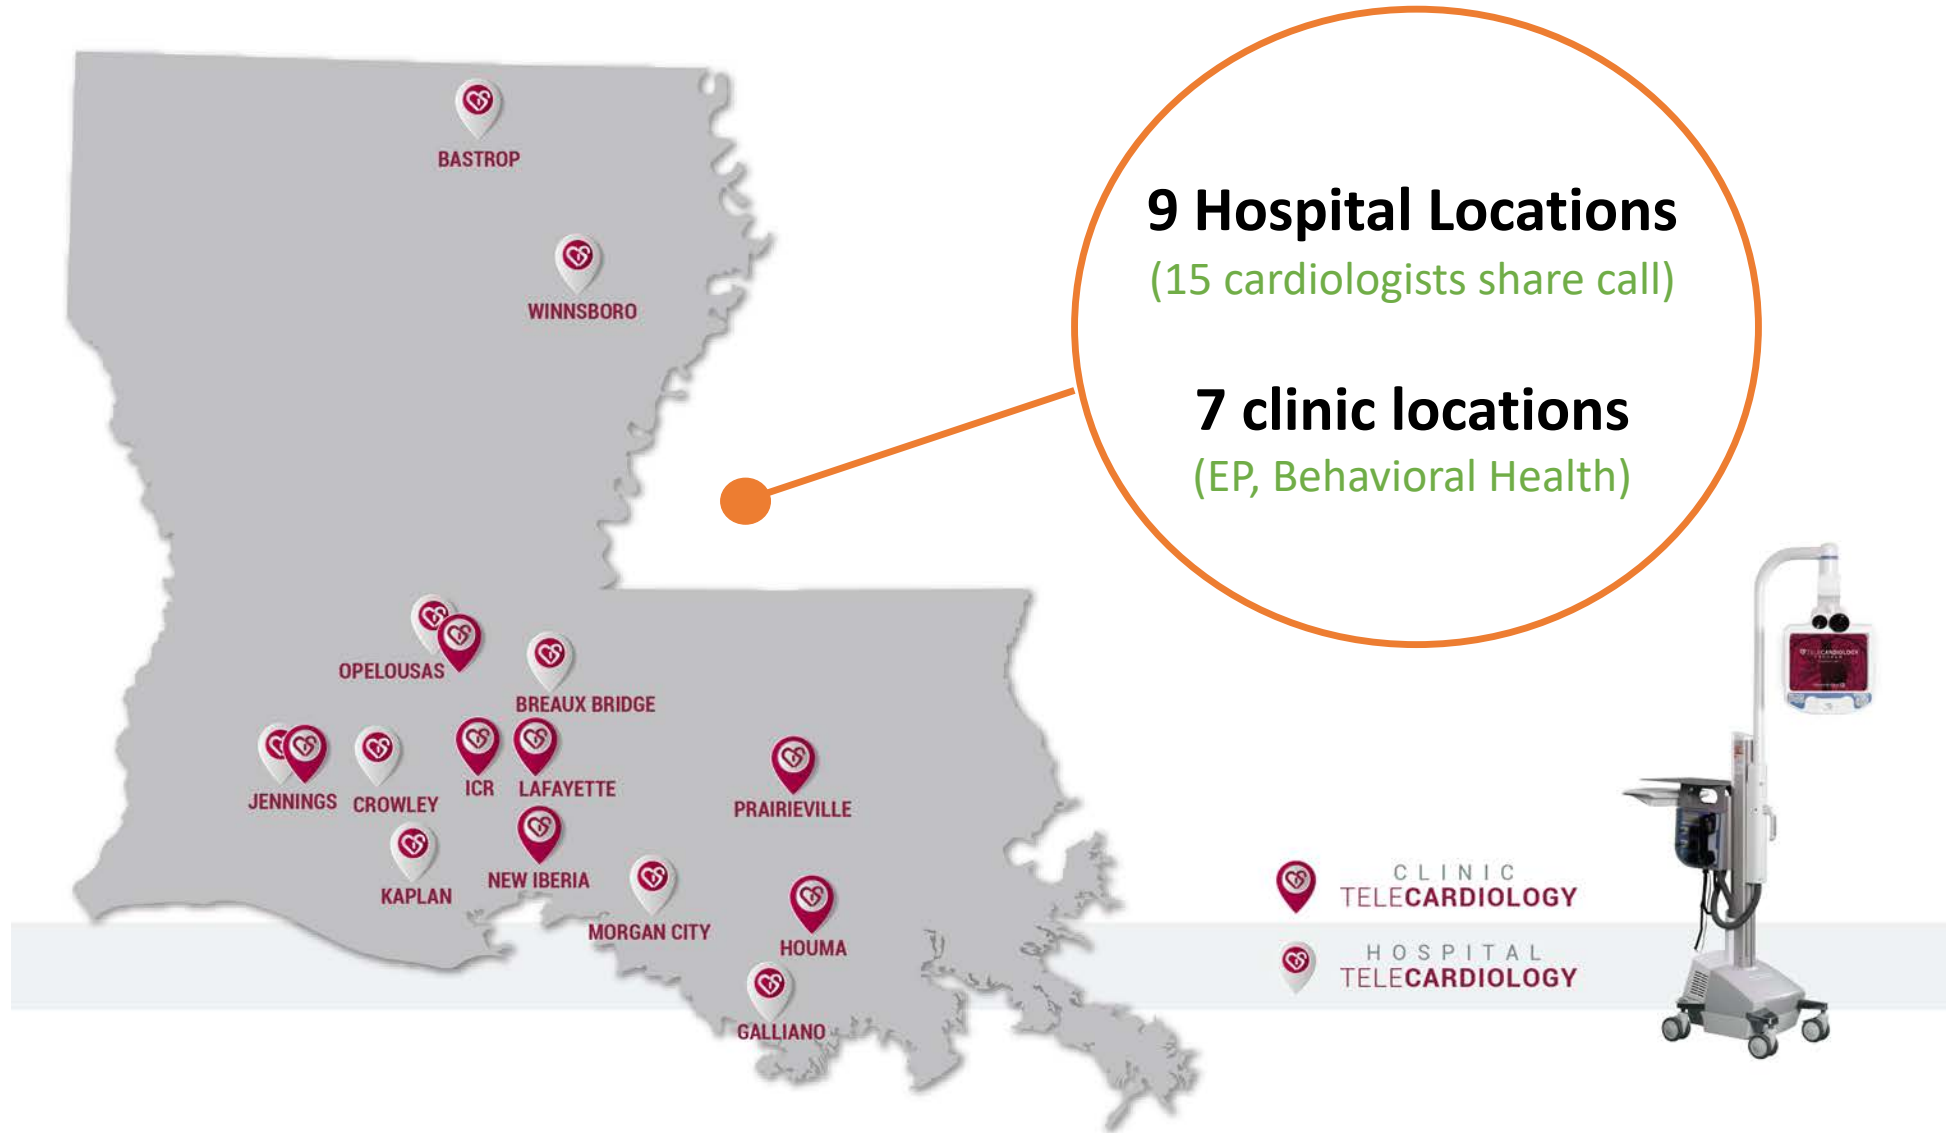 BASTROP
WINNSBORO
9 Hospital Locations
(15 cardiologists share call)
7 clinic locations
(EP, Behavioral Health)
OPELOUSAS
BREAUX BRIDGE
JENNINGS
CROWLEY
ICR
LAFAYETTE
PRAIRIEVILLE
KAPLAN
NEW IBERIA
MORGAN CITY
HOUMA
GALLIANO
CLINIC
TELECARDIOLOGY
HOSPITAL
TELECARDIOLOGY
TELECARDIOLOGY